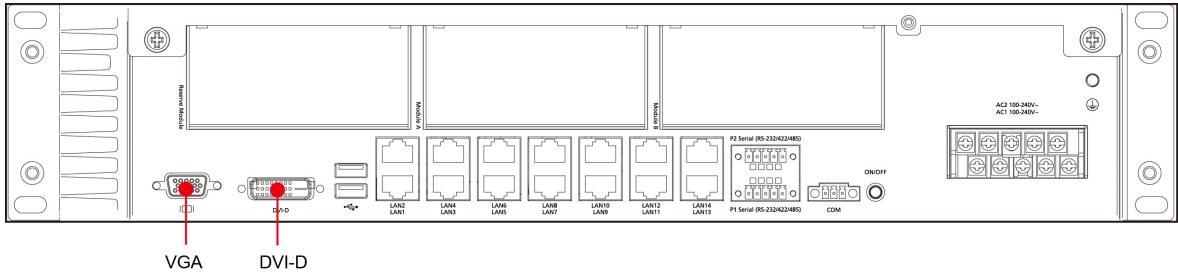 Reserve Module
Module A
Module B
AC2 100-240V~
AC1 100-240V~
P2 Serial (RS-232/422/485)
ON/OFF
DVI-D
LAN2
LAN1
LAN4
LAN3
LAN6
LAN5
LAN8
LAN7
LAN10
LAN9
LAN12
LAN11
LAN14
LAN13
P1 Serial (RS-232/422/485)
COM
VGA
DVI-D